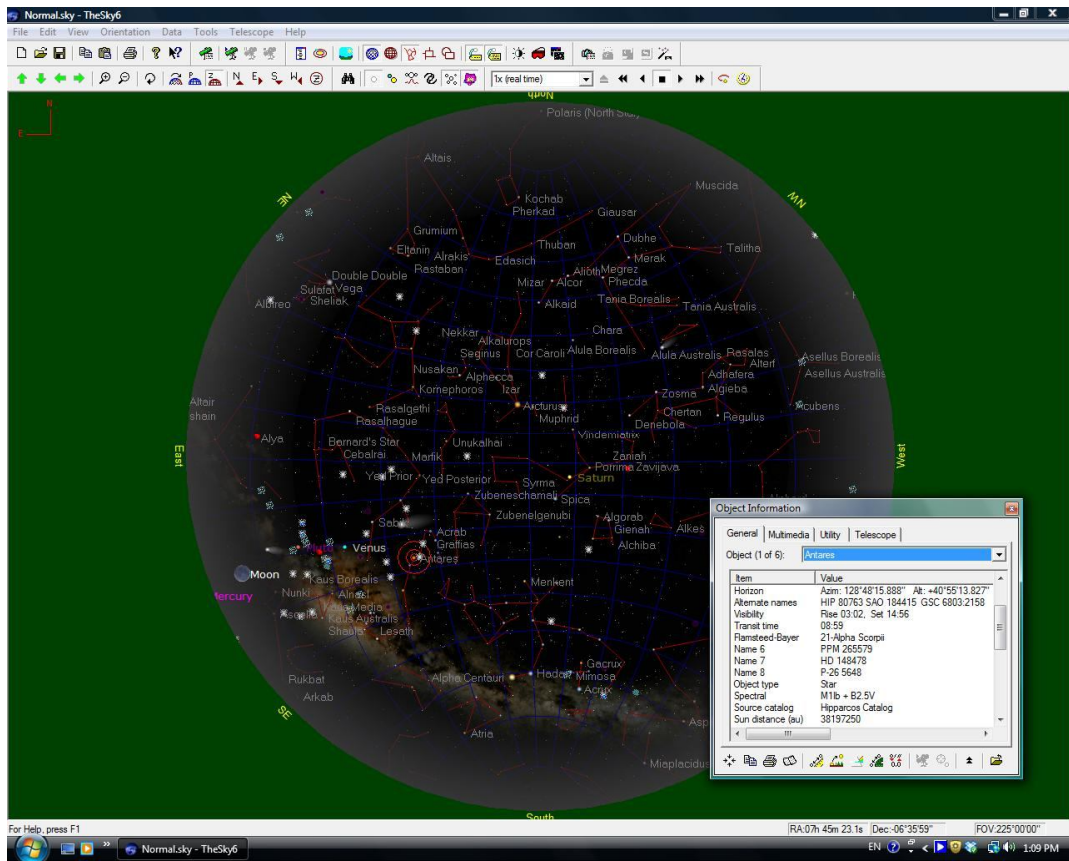 Normal.sky - TheSky6
File Edit View Orientation Data Tools Telescope Help
1x (real time)
North
N
E
Polaris (North
Altais
Muscida
NE
NW
Kochab
Pherkad
Giausar
Grumium
Thuban
Dubhe
Eltanin
Alrakis
Edasich
Merak
Talitha
Rastaban
Double Double
Alioth Megrez
Sulafat Vega
Mizar Alcor
Phecda
Albireo
Sheliak
Alkaid
Tania Borealis
Tania Australis
Nekkar
Chara
Alkalurops
Seginus
Cor Caroli
Alula Borealis
Alula Australis
Rasalas
Asellus Borealis
Alterf
Nusakan
Alphecca
Adhafera
Asellus Australis
Kornephoros
Izar
Zosma
Algieba
Altair
shain
Rasalgethi
Arcturus
Chertan
Acubens
Rasalhague
Muphrid
Denebola
Regulus
Alya
Vindemiatrix
Barnard's Star
Unukalhai
East
Cebalrai
Marfik
Zaniah
West
Yed Prior
Yed Posterior
Porrima Zavijava
Syrma
Saturn
Zubeneschamali
Spica
Zubenelgenubi
Algorab
Sabik
Acrab
Gienah
Alkes
Graffias
Alchiba
Venus
Antares
Moon
Kaus Borealis
Menkent
Mercury
Nunki
Alnasl
Kaus Media
Kaus Australis
Shaula
Lesath
Gacrux
Rukbat
Alpha Centauri
Hadar
Mimosa
Arkab
Acrux
SE
Atria
Miaplacidus
South
Object Information
General Multimedia Utility Telescope
Object (1 of 6): Antares
Item Value
Horizon Azim: 128°48'15.888" Alt: +40°55'13.827"
Alternate names HIP 80763 SAO 184415 GSC 6803:2158
Visibility Rise 03:02, Set 14:56
Transit time 08:59
Flamsteed-Bayer 21-Alpha Scorpii
Name 6 PPM 265579
Name 7 HD 148478
Name 8 P-26 5648
Object type Star
Spectral M1Ib + B2.5V
Source catalog Hipparcos Catalog
Sun distance (au) 38197250
For Help, press F1
RA:07h 45m 23.1s Dec:-06°35'59" FOV:225°00'00"
Normal.sky - TheSky6
EN
1:09 PM